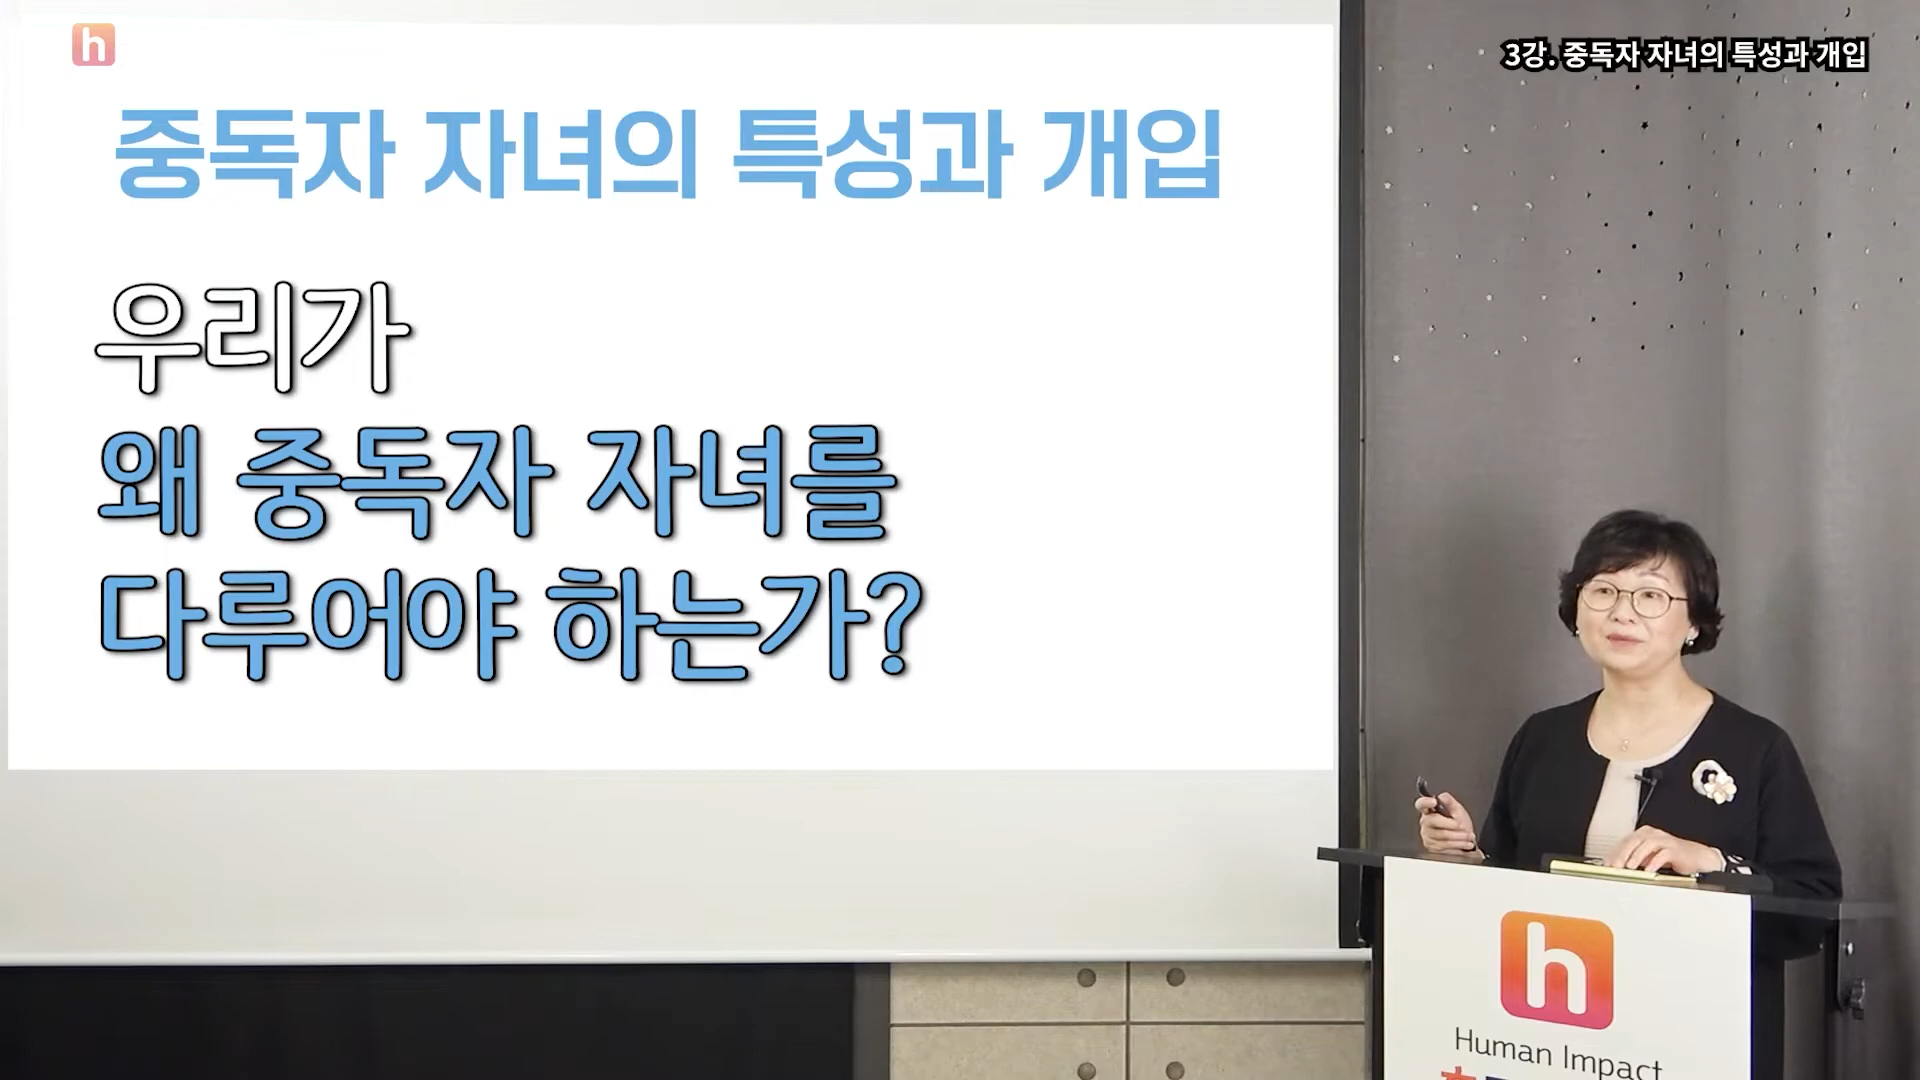 h
3강. 중독자 자녀의 특성과 개입
중독자 자녀의 특성과 개입
우리가
왜 중독자 자녀를
다루어야 하는가?
h
Human Impact